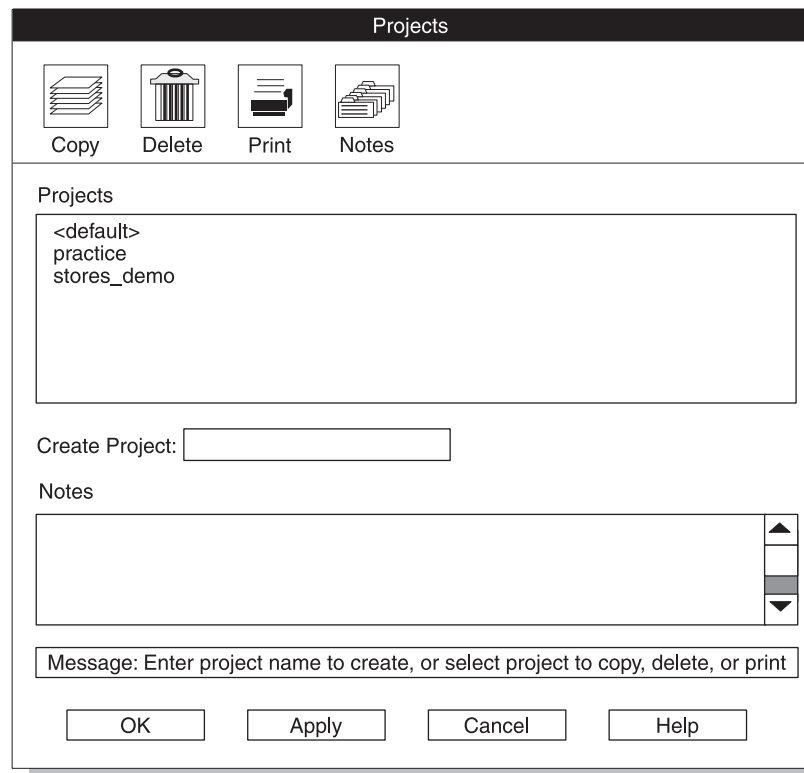 Projects
Copy Delete Print Notes
Projects
<default>
practice
stores_demo
Create Project:
Notes
Message: Enter project name to create, or select project to copy, delete, or print
OK Apply Cancel Help